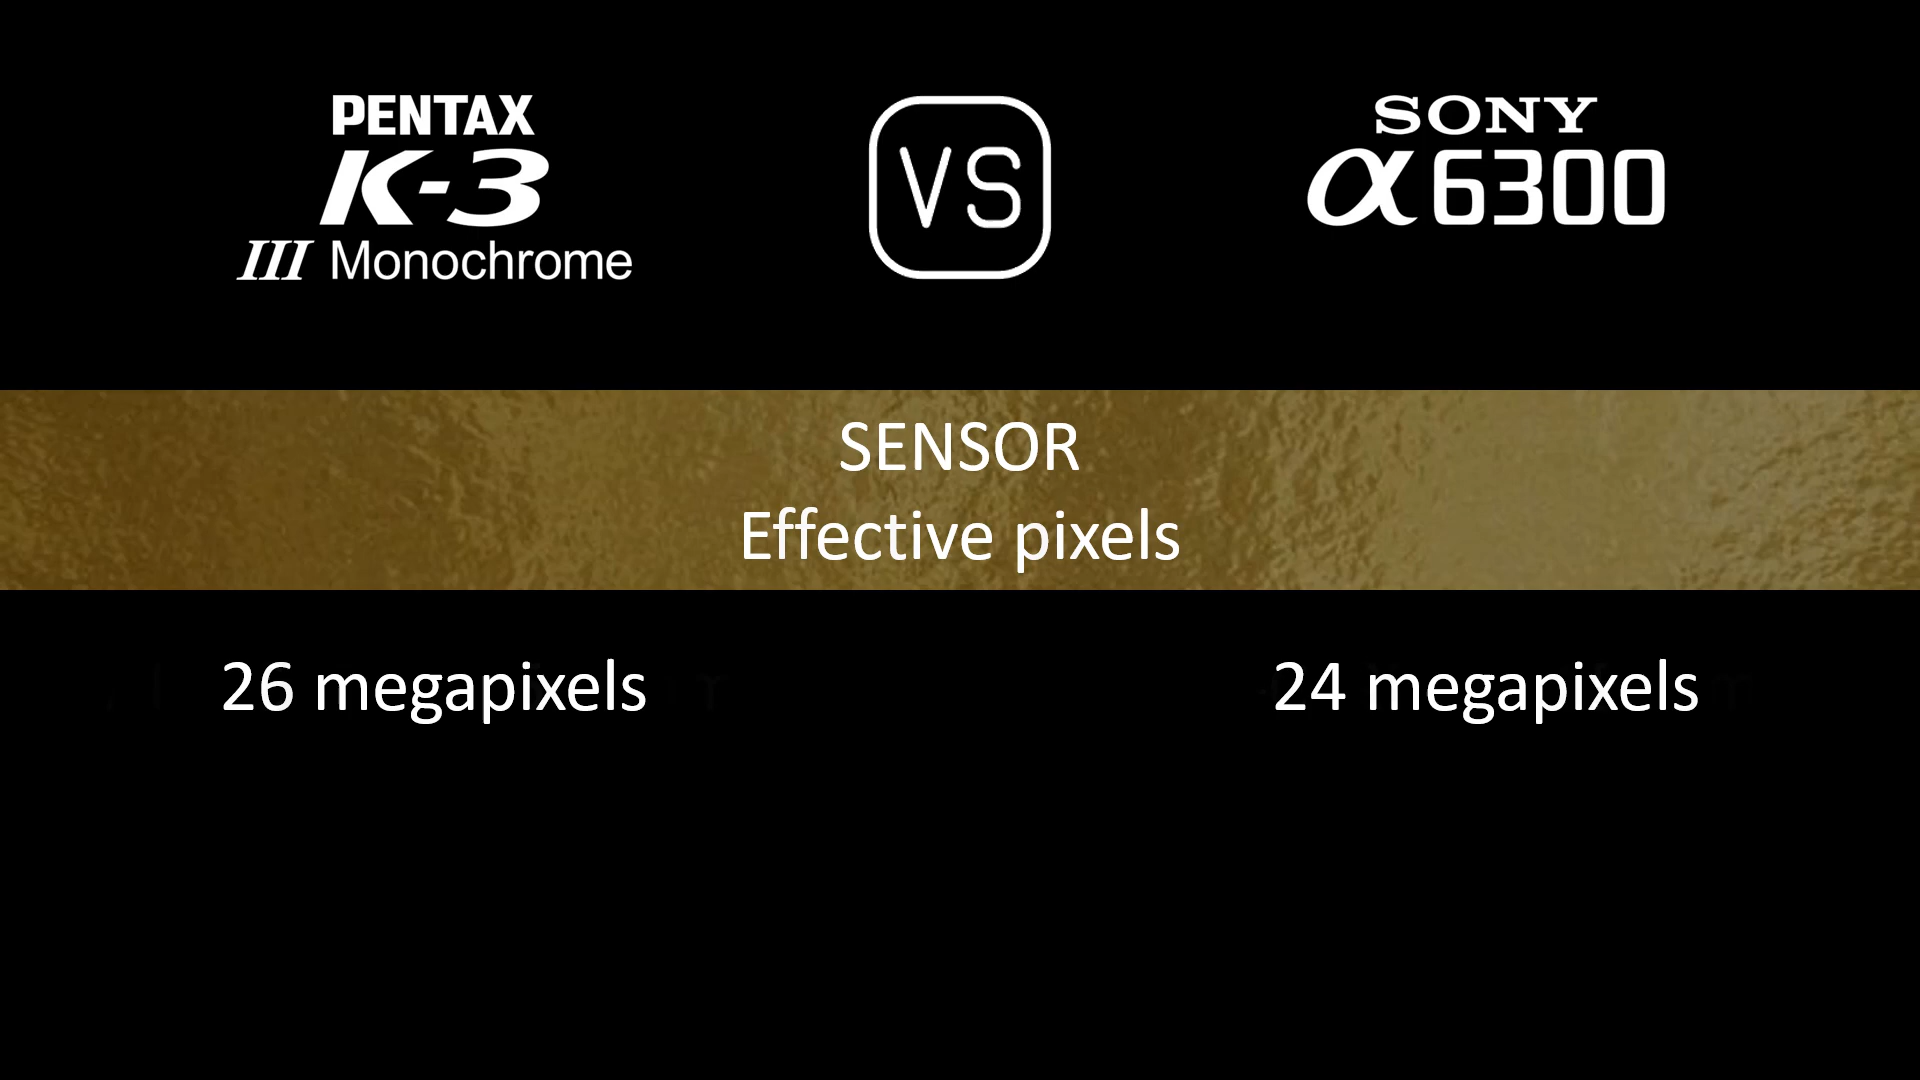 PENTAX
K-3
III Monochrome
VS
SONY
α6300
SENSOR
Effective pixels
26 megapixels
24 megapixels